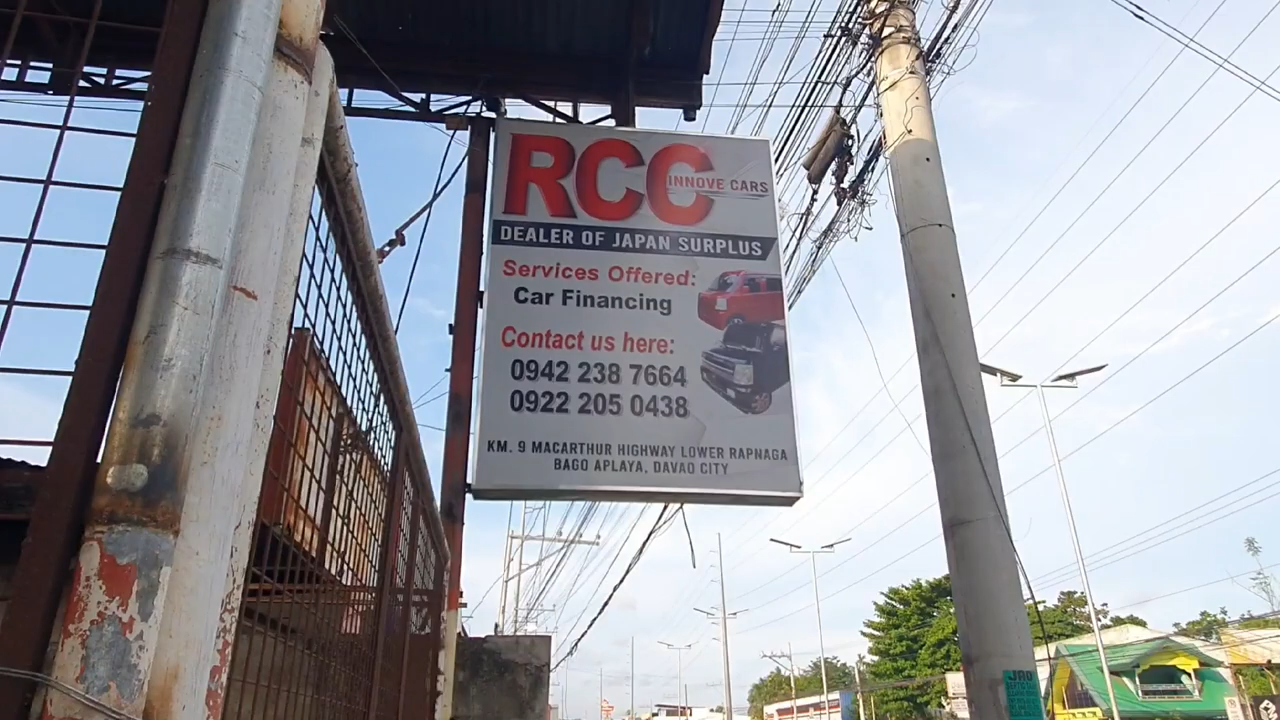 RCC
INNOVE CARS
DEALER OF JAPAN SURPLUS
Services Offered:
Car Financing
Contact us here:
0942 238 7664
0922 205 0438
KM. 9 MACARTHUR HIGHWAY LOWER RAPNAGA
BAGO APLAYA, DAVAO CITY
JAO